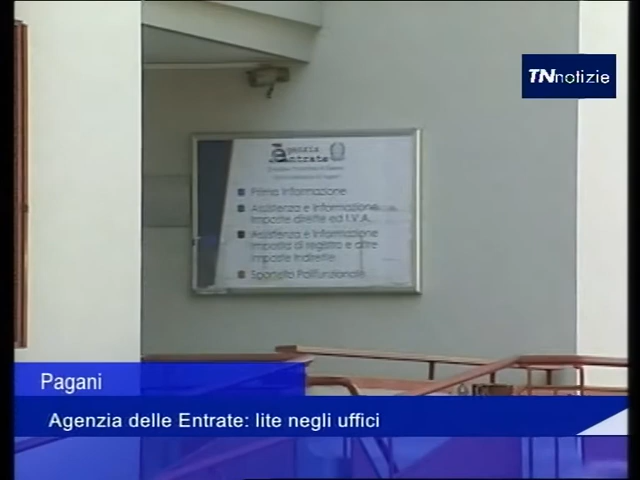 TNnotizie
Agenzia
Entrate
Prima Informazione
Assistenza e Informazione
Imposte dirette ed I.V.A.
Assistenza e Informazione
Imposta di registro e altre
Imposte Indirette
Sportello Polifunzionale
Pagani
Agenzia delle Entrate: lite negli uffici